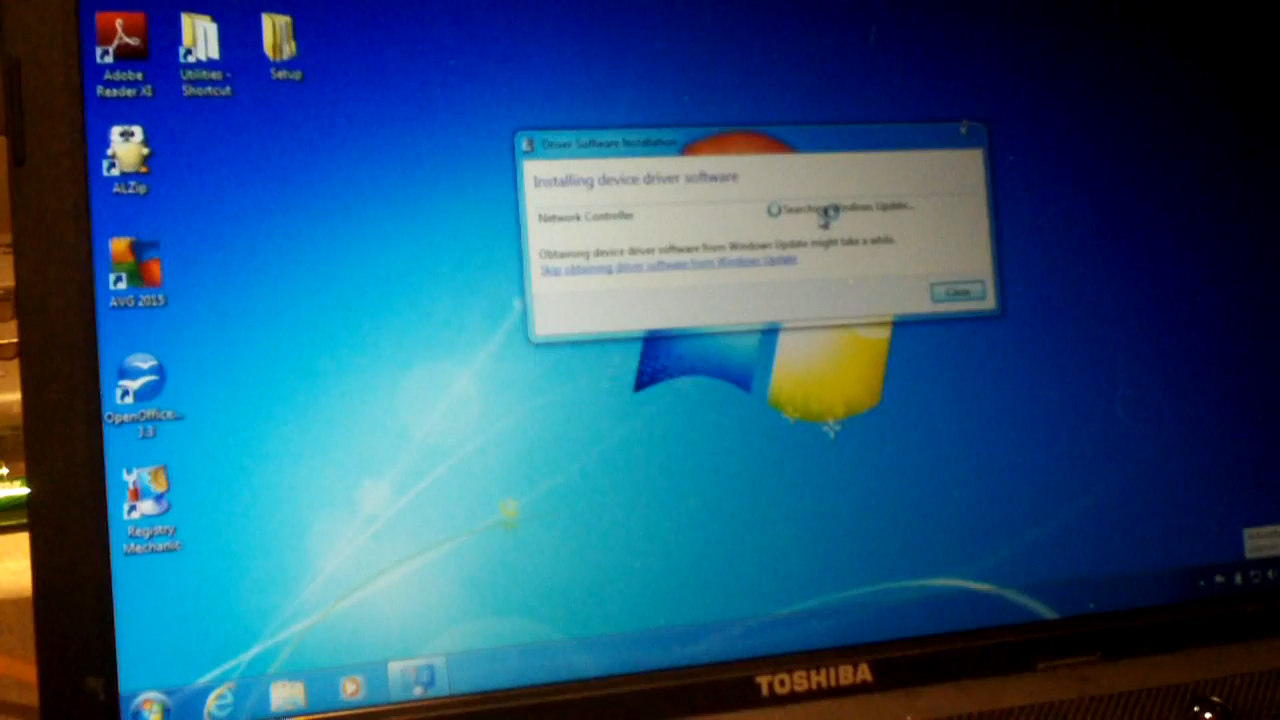 Adobe
Reader XI
Utilities -
Shortcut
Setup
ALZip
AVG 2015
OpenOffice...
3.3
Registry
Mechanic
Driver Software Installation
Installing device driver software
Network Controller
Searching Windows Update...
Obtaining device driver software from Windows Update might take a while.
Skip obtaining driver software from Windows Update
Close
TOSHIBA